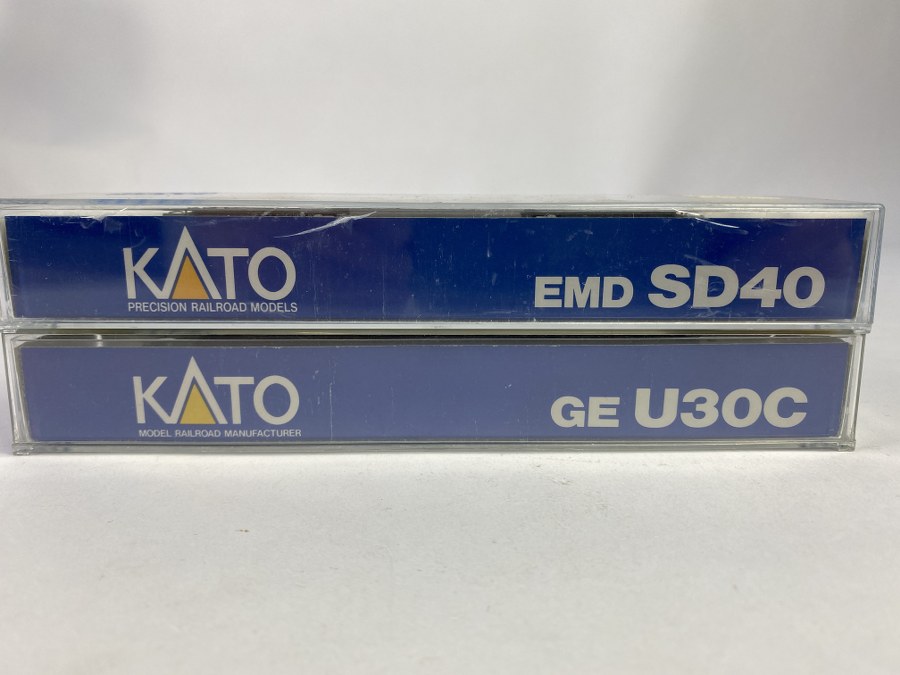 KATO
PRECISION RAILROAD MODELS
EMD SD40
KATO
MODEL RAILROAD MANUFACTURER
GE U30C